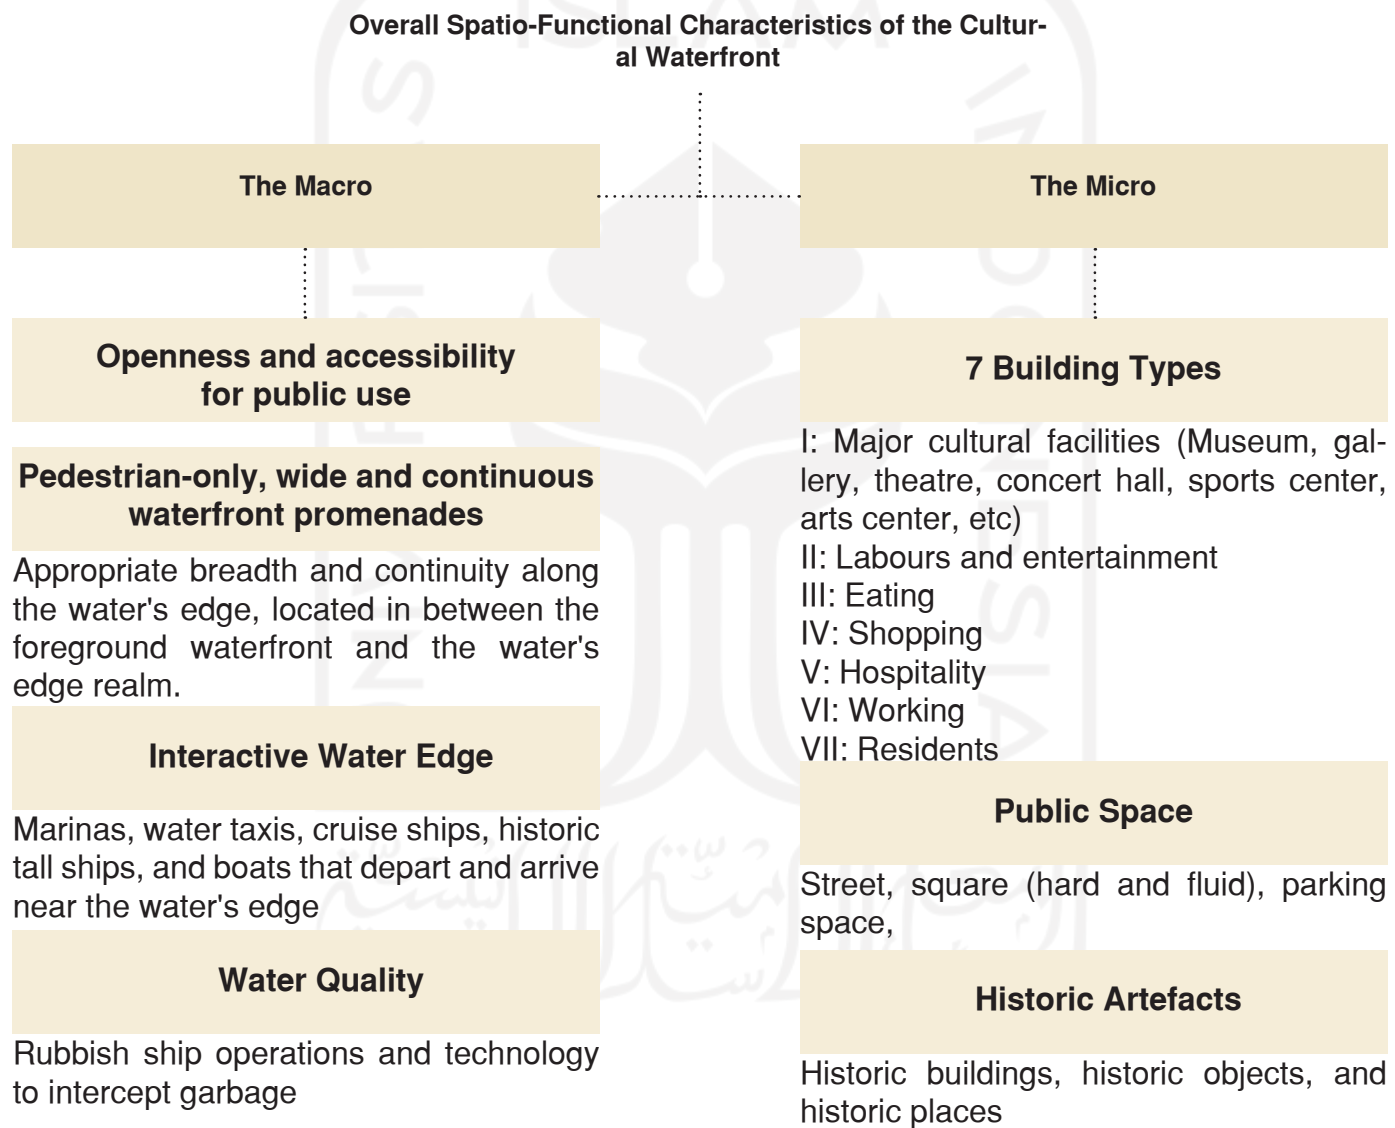 Overall Spatio-Functional Characteristics of the Cultur-
al Waterfront
The Macro
Openness and accessibility
for public use
Pedestrian-only, wide and continuous
waterfront promenades
Appropriate breadth and continuity along
the water's edge, located in between the
foreground waterfront and the water's
edge realm.
Interactive Water Edge
Marinas, water taxis, cruise ships, historic
tall ships, and boats that depart and arrive
near the water's edge
Water Quality
Rubbish ship operations and technology
to intercept garbage
The Micro
7 Building Types
I: Major cultural facilities (Museum, gal-
lery, theatre, concert hall, sports center,
arts center, etc)
II: Labours and entertainment
III: Eating
IV: Shopping
V: Hospitality
VI: Working
VII: Residents
Public Space
Street, square (hard and fluid), parking
space,
Historic Artefacts
Historic buildings, historic objects, and
historic places
ISLAM
INDONESIA